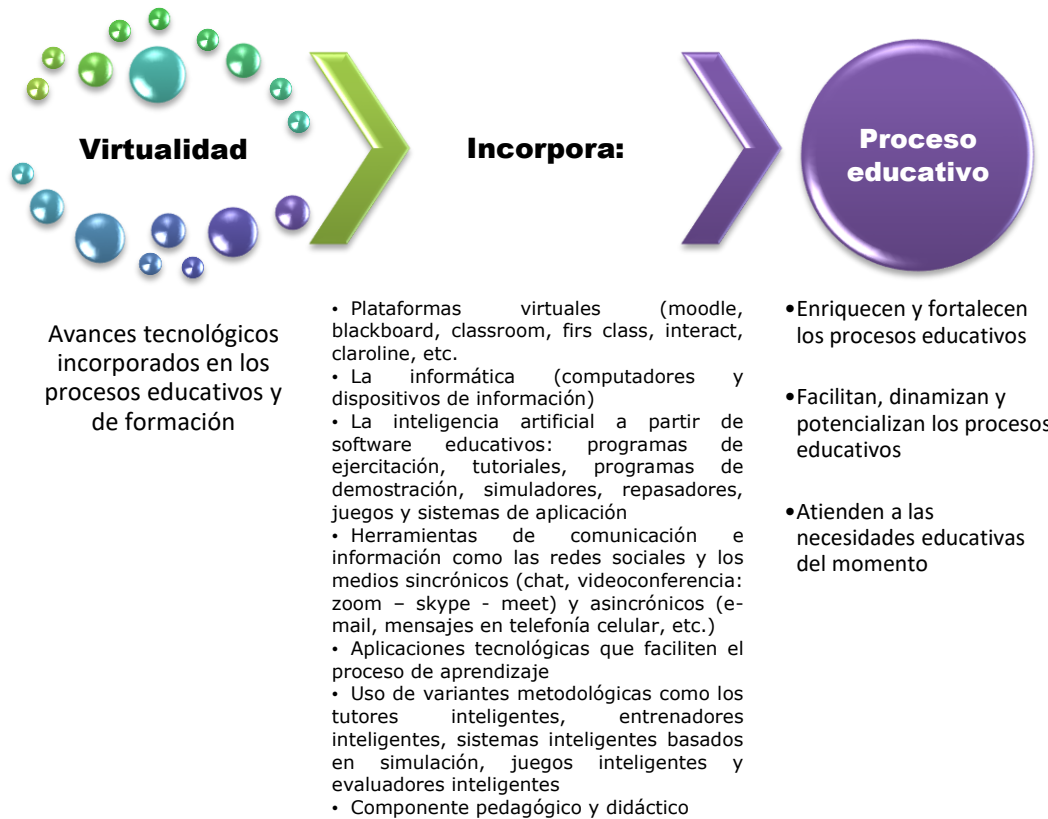 Virtualidad
Avances tecnológicos
incorporados en los
procesos educativos y
de formación
Incorpora:
• Plataformas virtuales (moodle,
blackboard, classroom, firs class, interact,
claroline, etc.
• La informática (computadores y
dispositivos de información)
• La inteligencia artificial a partir de
software educativos: programas de
ejercitación, tutoriales, programas de
demostración, simuladores, repasadores,
juegos y sistemas de aplicación
• Herramientas de comunicación e
información como las redes sociales y los
medios sincrónicos (chat, videoconferencia:
zoom – skype - meet) y asincrónicos (e-
mail, mensajes en telefonía celular, etc.)
• Aplicaciones tecnológicas que faciliten el
proceso de aprendizaje
• Uso de variantes metodológicas como los
tutores inteligentes, entrenadores
inteligentes, sistemas inteligentes basados
en simulación, juegos inteligentes y
evaluadores inteligentes
• Componente pedagógico y didáctico
Proceso
educativo
•Enriquecen y fortalecen
los procesos educativos
•Facilitan, dinamizan y
potencializan los procesos
educativos
•Atienden a las
necesidades educativas
del momento